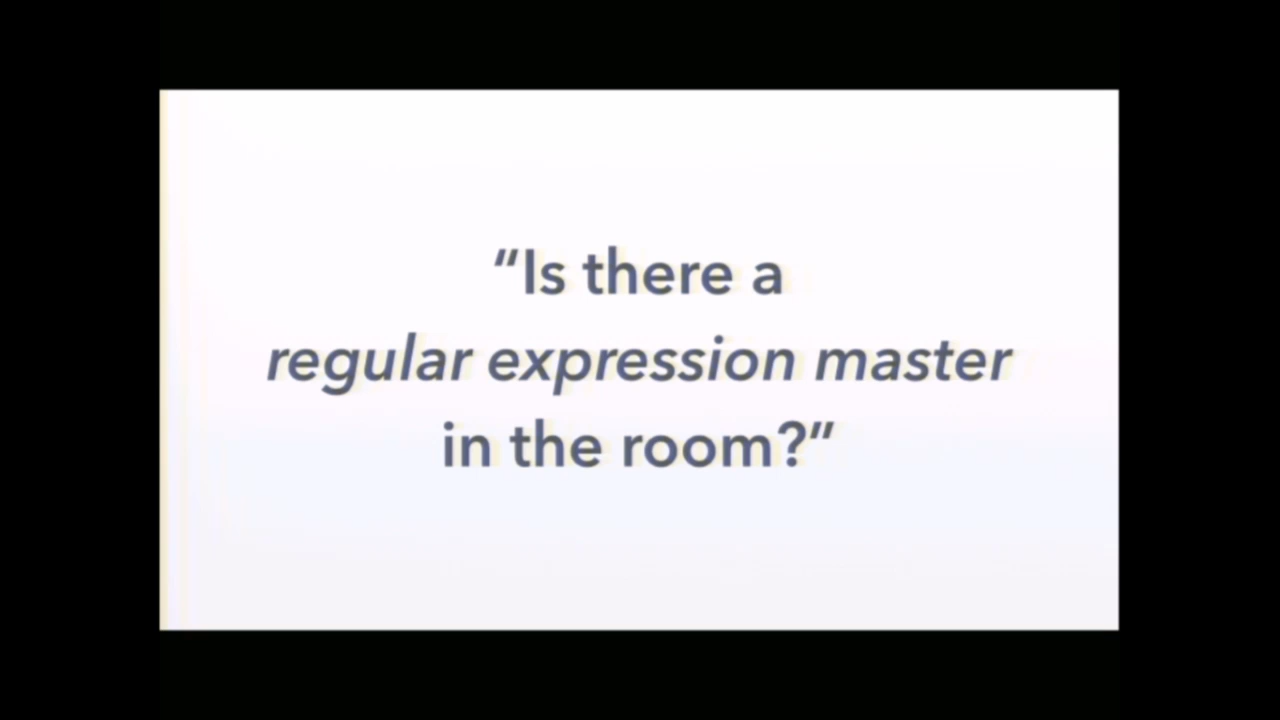 “Is there a
regular expression master
in the room?”